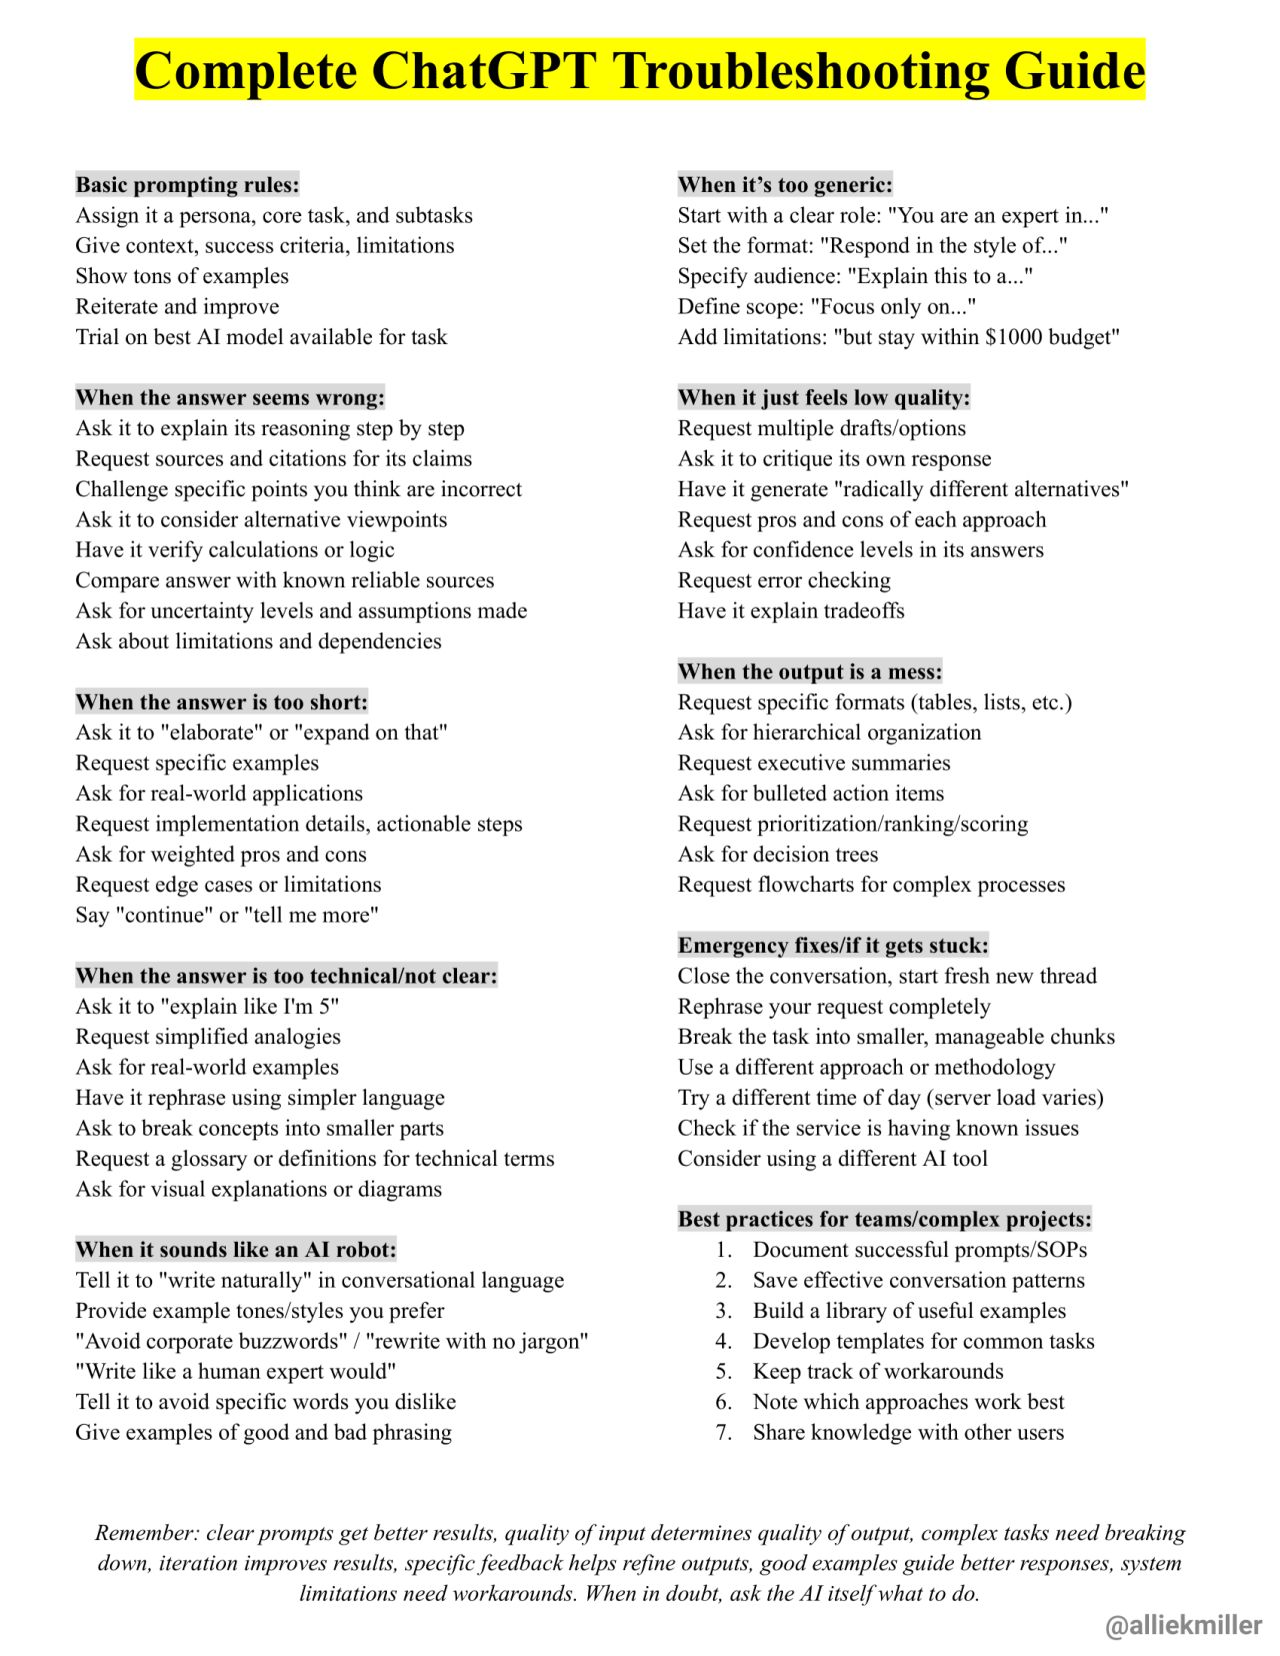 Complete ChatGPT Troubleshooting Guide
Basic prompting rules:
Assign it a persona, core task, and subtasks
Give context, success criteria, limitations
Show tons of examples
Reiterate and improve
Trial on best AI model available for task
When the answer seems wrong:
Ask it to explain its reasoning step by step
Request sources and citations for its claims
Challenge specific points you think are incorrect
Ask it to consider alternative viewpoints
Have it verify calculations or logic
Compare answer with known reliable sources
Ask for uncertainty levels and assumptions made
Ask about limitations and dependencies
When the answer is too short:
Ask it to "elaborate" or "expand on that"
Request specific examples
Ask for real-world applications
Request implementation details, actionable steps
Ask for weighted pros and cons
Request edge cases or limitations
Say "continue" or "tell me more"
When the answer is too technical/not clear:
Ask it to "explain like I'm 5"
Request simplified analogies
Ask for real-world examples
Have it rephrase using simpler language
Ask to break concepts into smaller parts
Request a glossary or definitions for technical terms
Ask for visual explanations or diagrams
When it sounds like an AI robot:
Tell it to "write naturally" in conversational language
Provide example tones/styles you prefer
"Avoid corporate buzzwords" / "rewrite with no jargon"
"Write like a human expert would"
Tell it to avoid specific words you dislike
Give examples of good and bad phrasing
When it’s too generic:
Start with a clear role: "You are an expert in..."
Set the format: "Respond in the style of..."
Specify audience: "Explain this to a..."
Define scope: "Focus only on..."
Add limitations: "but stay within $1000 budget"
When it just feels low quality:
Request multiple drafts/options
Ask it to critique its own response
Have it generate "radically different alternatives"
Request pros and cons of each approach
Ask for confidence levels in its answers
Request error checking
Have it explain tradeoffs
When the output is a mess:
Request specific formats (tables, lists, etc.)
Ask for hierarchical organization
Request executive summaries
Ask for bulleted action items
Request prioritization/ranking/scoring
Ask for decision trees
Request flowcharts for complex processes
Emergency fixes/if it gets stuck:
Close the conversation, start fresh new thread
Rephrase your request completely
Break the task into smaller, manageable chunks
Use a different approach or methodology
Try a different time of day (server load varies)
Check if the service is having known issues
Consider using a different AI tool
Best practices for teams/complex projects:
1. Document successful prompts/SOPs
2. Save effective conversation patterns
3. Build a library of useful examples
4. Develop templates for common tasks
5. Keep track of workarounds
6. Note which approaches work best
7. Share knowledge with other users
Remember: clear prompts get better results, quality of input determines quality of output, complex tasks need breaking
down, iteration improves results, specific feedback helps refine outputs, good examples guide better responses, system
limitations need workarounds. When in doubt, ask the AI itself what to do.
@alliekmiller